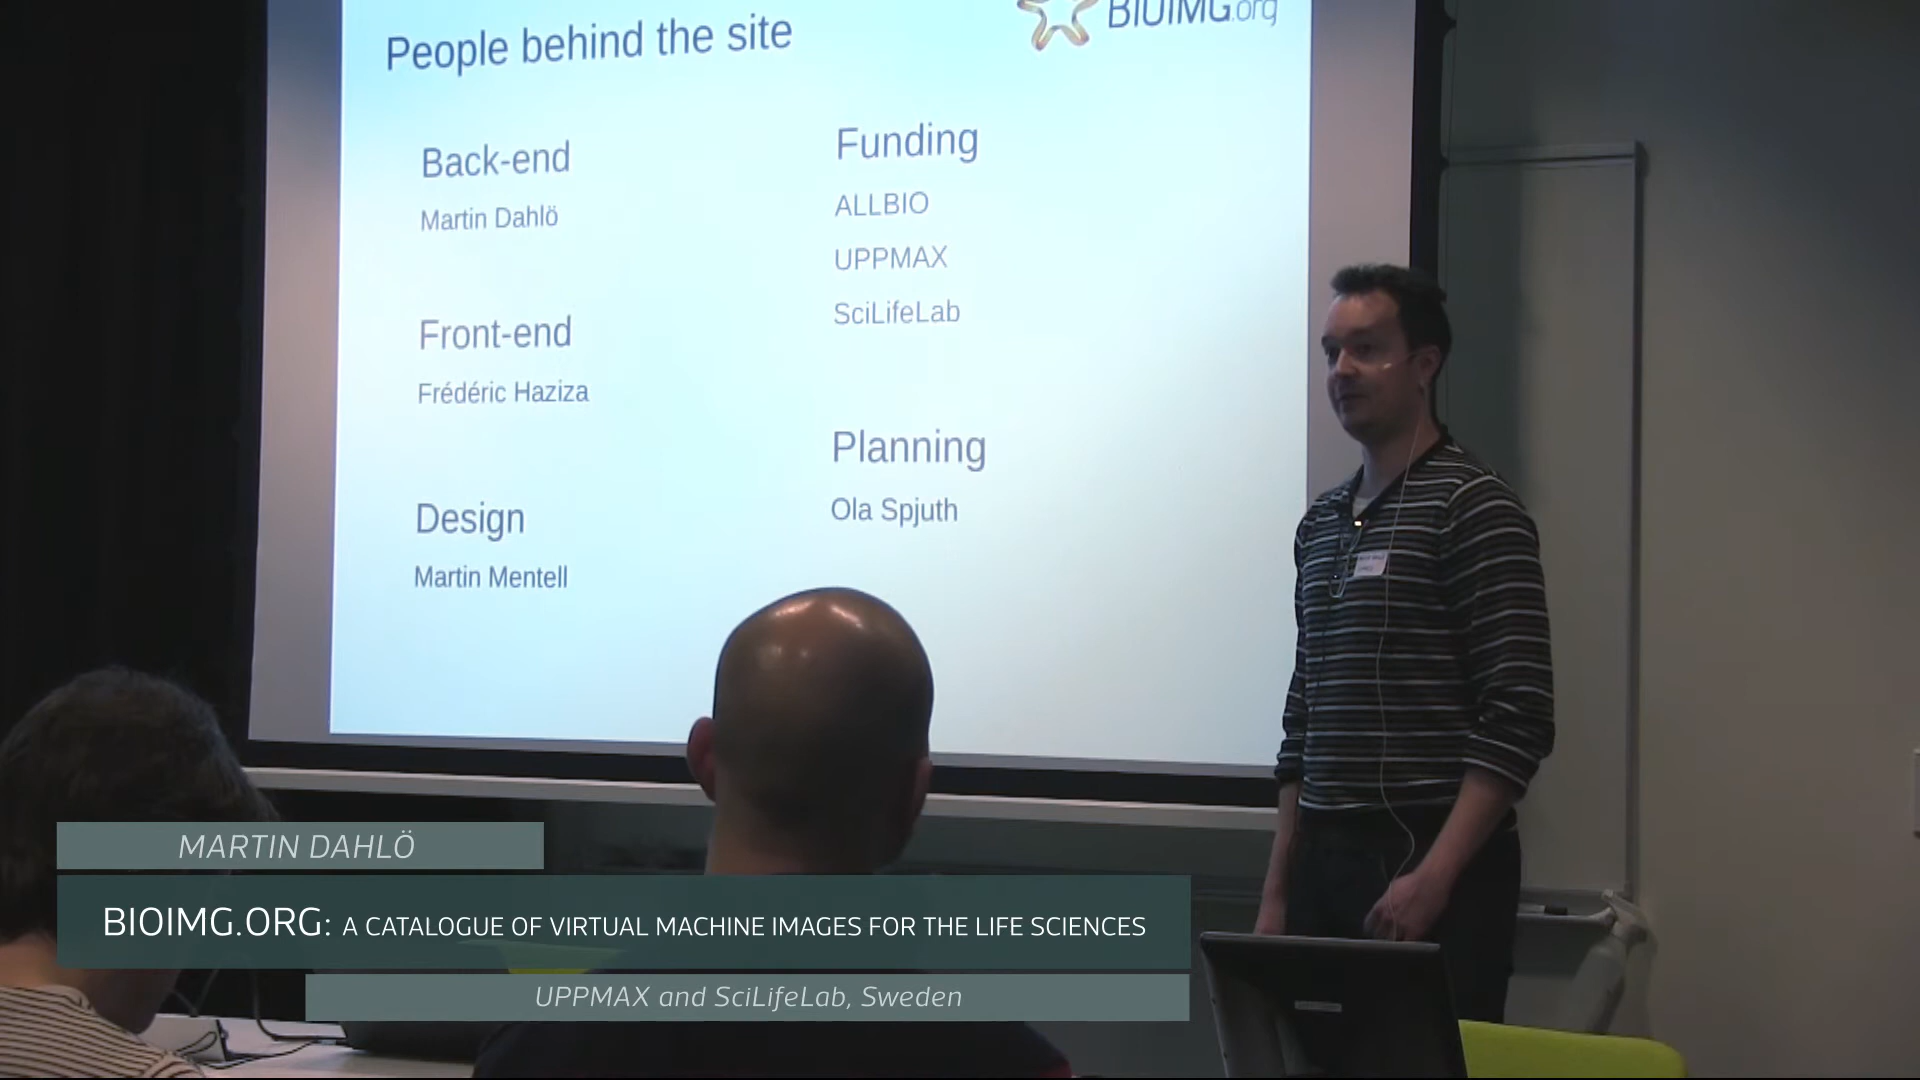 People behind the site
BIOIMG.org
Back-end
Martin Dahlö
Front-end
Frédéric Haziza
Design
Martin Mentell
Funding
ALLBIO
UPPMAX
SciLifeLab
Planning
Ola Spjuth
MARTIN DAHLÖ
BIOIMG.ORG: A CATALOGUE OF VIRTUAL MACHINE IMAGES FOR THE LIFE SCIENCES
UPPMAX and SciLifeLab, Sweden